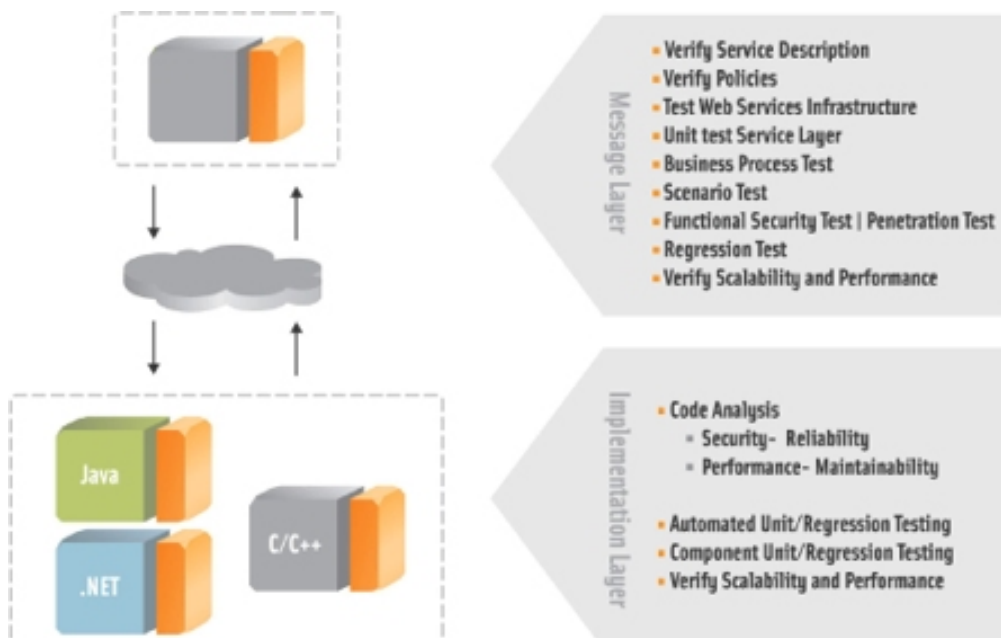 Message Layer
Verify Service Description
Verify Policies
Test Web Services Infrastructure
Unit test Service Layer
Business Process Test
Scenario Test
Functional Security Test | Penetration Test
Regression Test
Verify Scalability and Performance
Java
.NET
C/C++
Implementation Layer
Code Analysis
Security- Reliability
Performance- Maintainability
Automated Unit/Regression Testing
Component Unit/Regression Testing
Verify Scalability and Performance